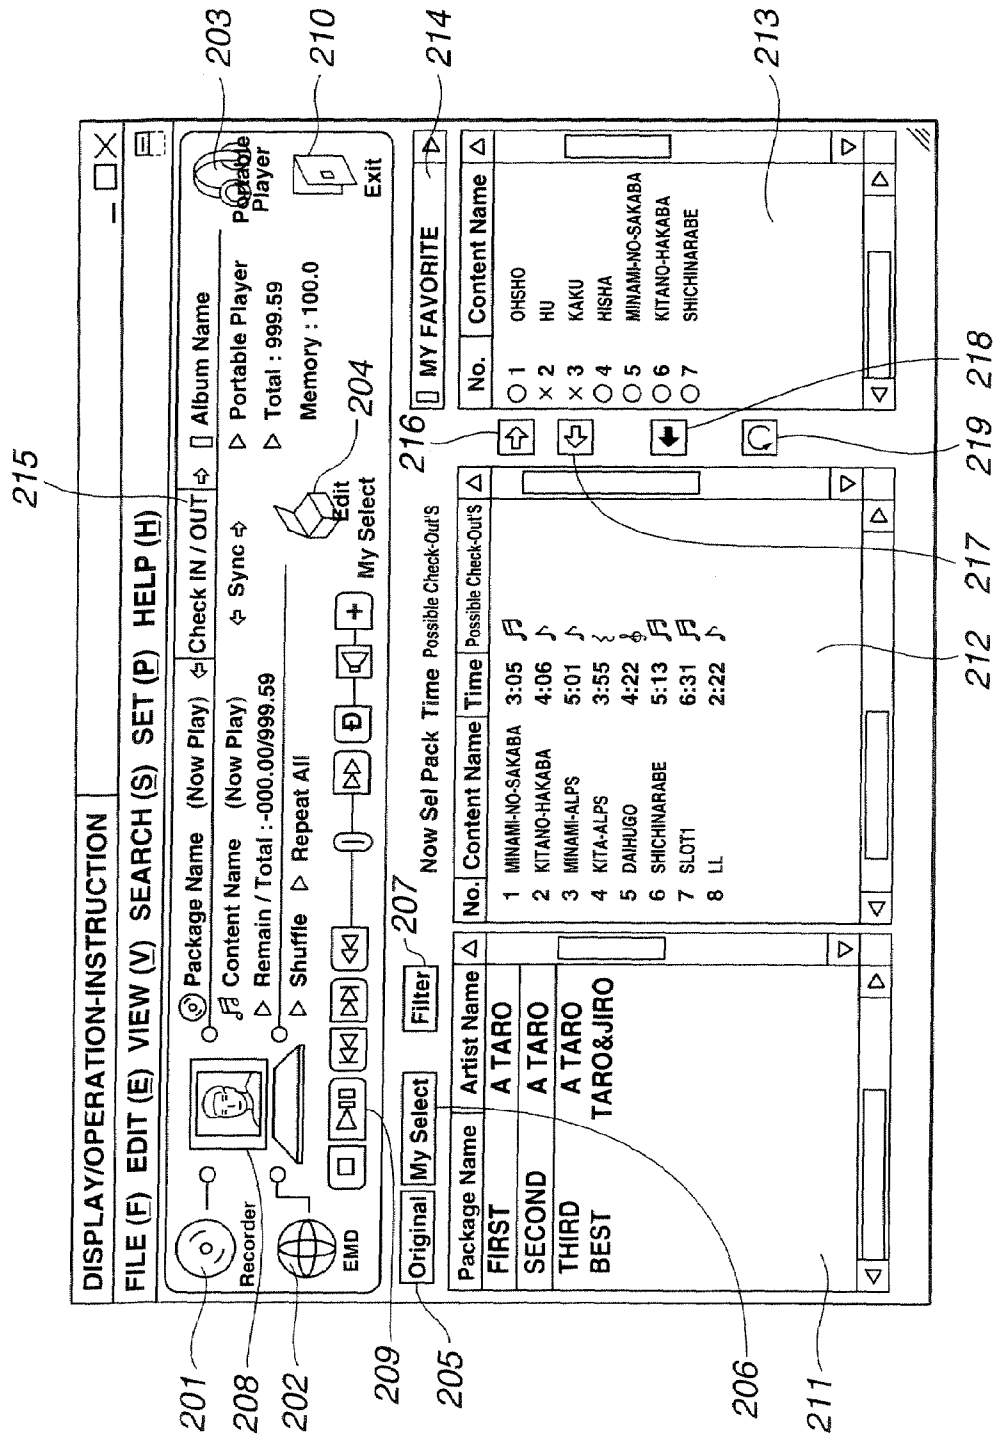 DISPLAY/OPERATION-INSTRUCTION
FILE (F) EDIT (E) VIEW (V) SEARCH (S) SET (P) HELP (H)
Recorder
EMD
Package Name (Now Play)
Check IN / OUT
Album Name
Content Name (Now Play)
Sync
Portable Player
Remain / Total : -000.00/999.59
Total : 999.59
Shuffle
Repeat All
Memory : 100.0
Portable
Player
Edit
My Select
Exit
Original
My Select
Filter
Now Sel Pack Time Possible Check-Out'S
[] MY FAVORITE
Package Name Artist Name
FIRST A TARO
SECOND A TARO
THIRD A TARO
BEST TARO&JIRO
No. Content Name Time Possible Check-Out'S
1 MINAMI-NO-SAKABA 3:05
2 KITANO-HAKABA 4:06
3 MINAMI-ALPS 5:01
4 KITA-ALPS 3:55
5 DAIHUGO 4:22
6 SHICHINARABE 5:13
7 SLOT1 6:31
8 LL 2:22
No. Content Name
○ 1 OHSHO
× 2 HU
× 3 KAKU
○ 4 HISHA
○ 5 MINAMI-NO-SAKABA
○ 6 KITANO-HAKABA
○ 7 SHICHINARABE
201
208
202
209
205
206
211
207
215
204
216
203
210
214
213
218
219
217
212